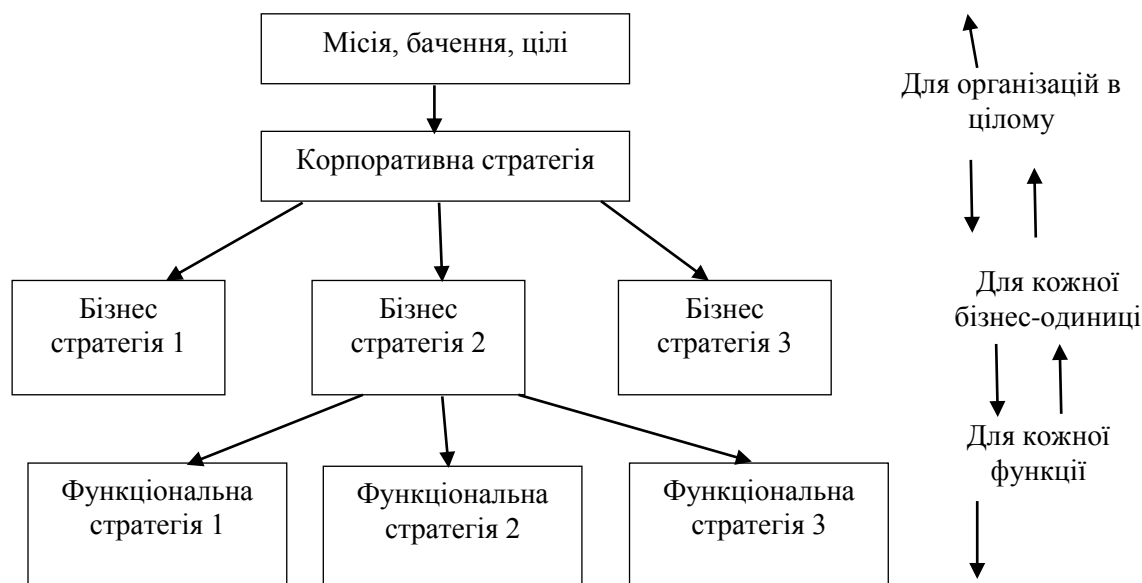 Місія, бачення, цілі
Для організацій в
цілому
Корпоративна стратегія
Бізнес
стратегія 1
Бізнес
стратегія 2
Бізнес
стратегія 3
Для кожної
бізнес-одиниці
Для кожної
функції
Функціональна
стратегія 1
Функціональна
стратегія 2
Функціональна
стратегія 3